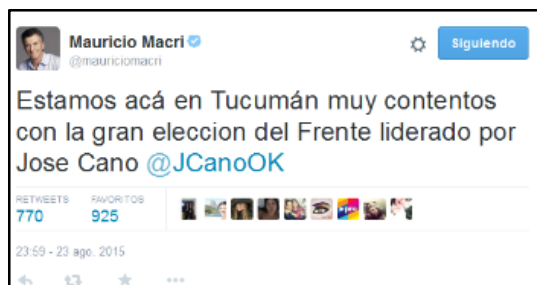 Mauricio Macri
@mauriciomacri
Siguiendo
Estamos acá en Tucumán muy contentos
con la gran eleccion del Frente liderado por
Jose Cano @JCanoOK
RETWEETS FAVORITOS
770 925
23:59 - 23 ago. 2015